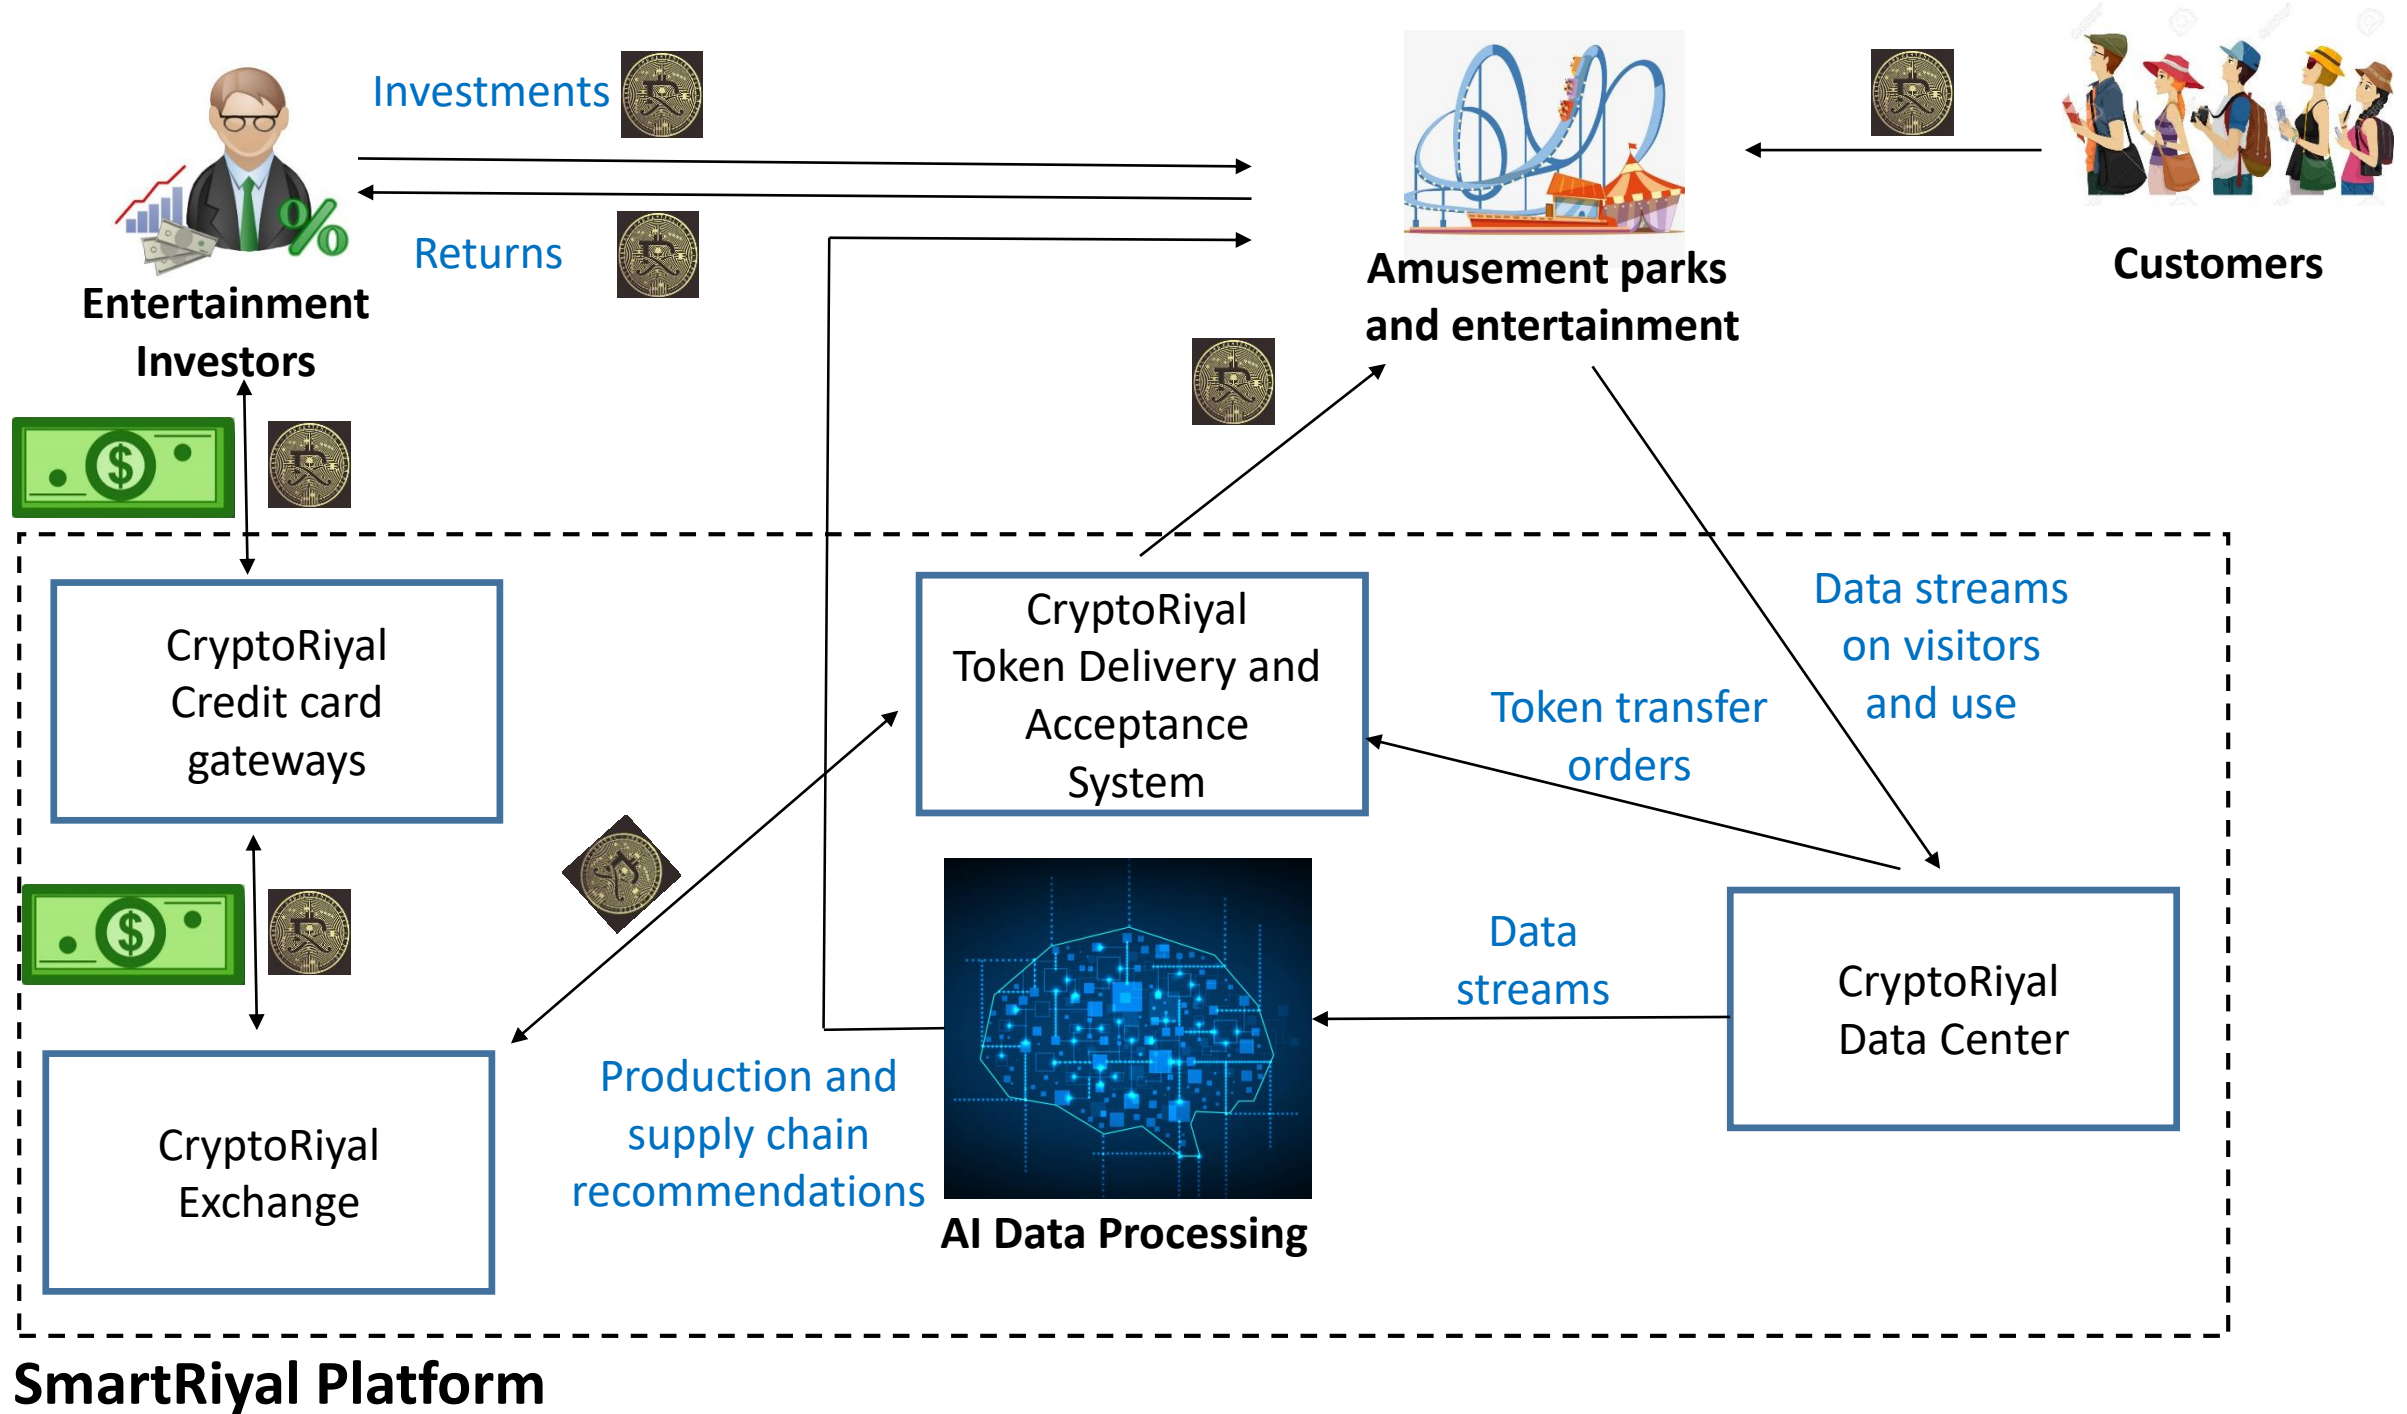 Investments
Returns
Entertainment
Investors
Amusement parks
and entertainment
Customers
$
CryptoRiyal
Credit card
gateways
CryptoRiyal
Token Delivery and
Acceptance
System
Data streams
on visitors
and use
Token transfer
orders
$
Data
streams
CryptoRiyal
Data Center
CryptoRiyal
Exchange
Production and
supply chain
recommendations
AI Data Processing
SmartRiyal Platform